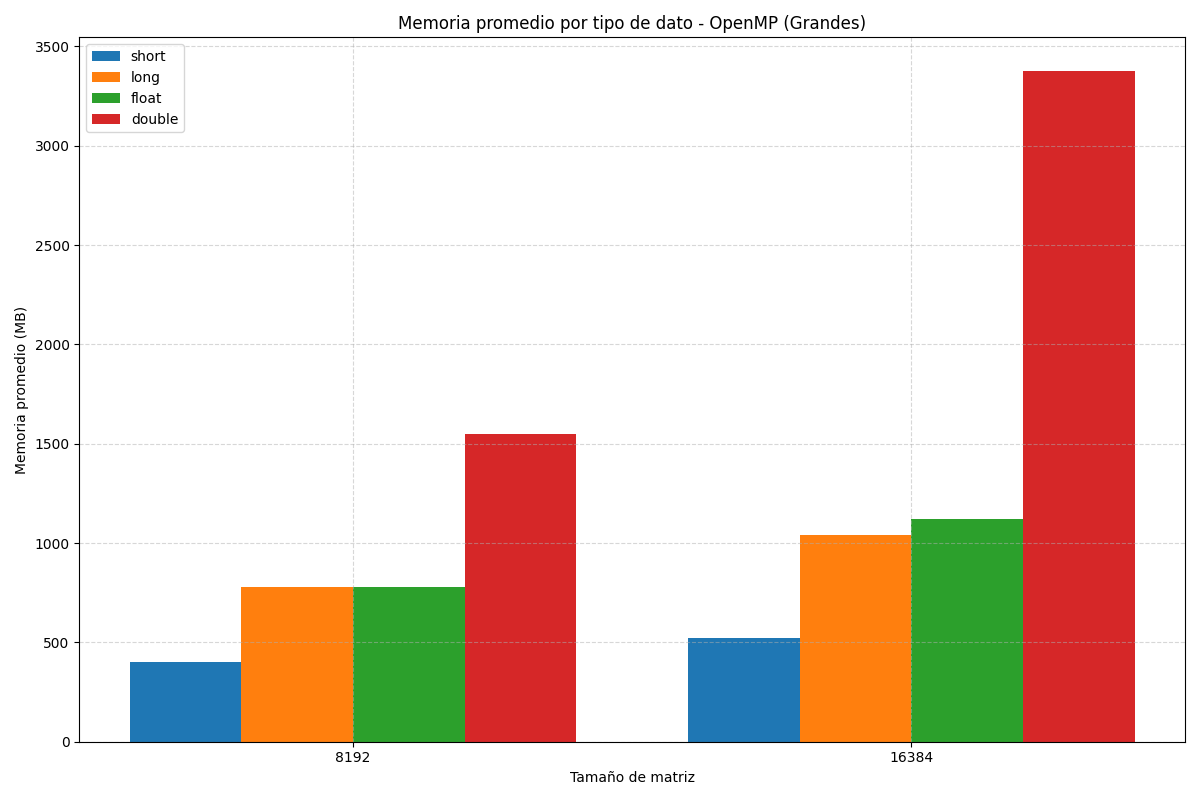 Memoria promedio por tipo de dato - OpenMP (Grandes)
short
long
float
double
Memoria promedio (MB)
3500
3000
2500
2000
1500
1000
500
0
8192
16384
Tamaño de matriz